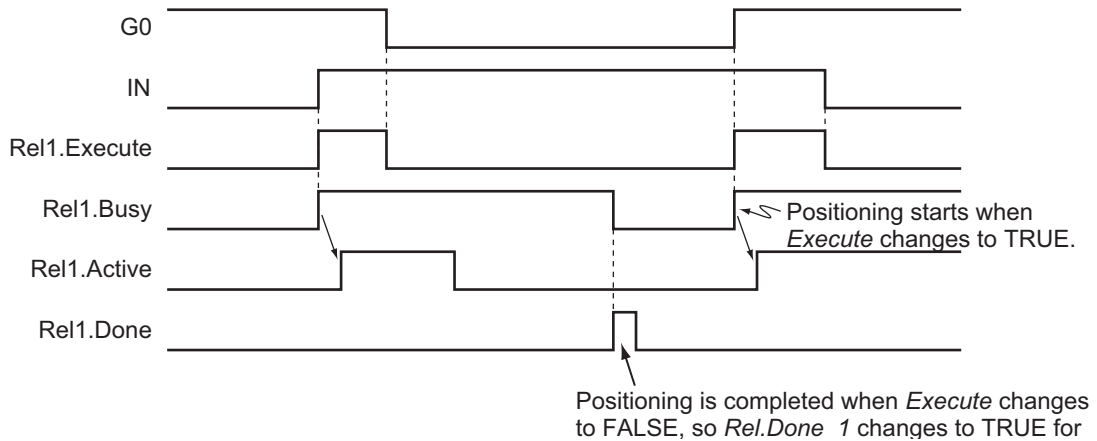 G0
IN
Rel1.Execute
Rel1.Busy
Positioning starts when
Execute changes to TRUE.
Rel1.Active
Rel1.Done
Positioning is completed when Execute changes
to FALSE, so Rel.Done 1 changes to TRUE for